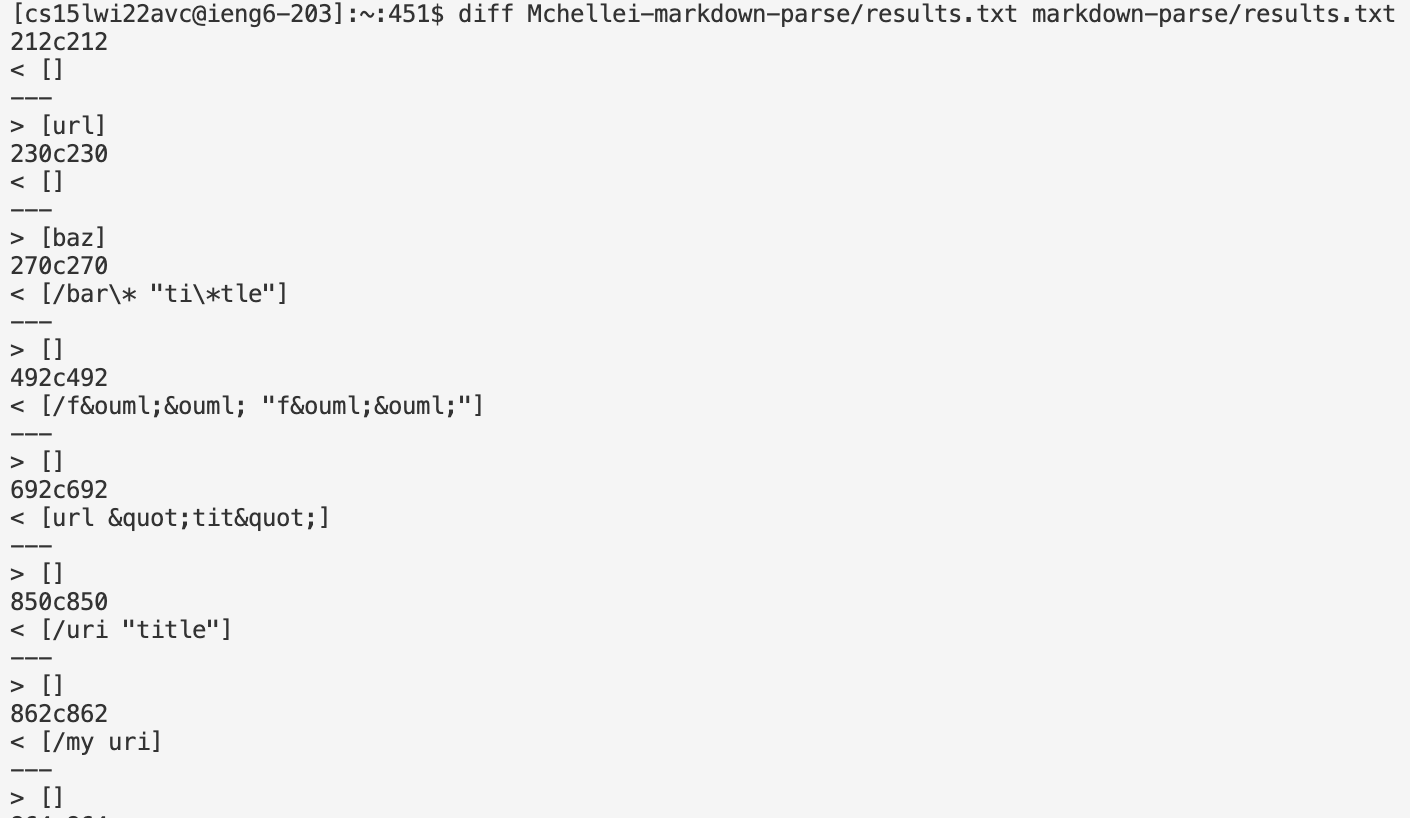 [cs15lwi22avc@ieng6-203]:~:451$ diff Mchellei-markdown-parse/results.txt markdown-parse/results.txt
212c212
< []
---
> [url]
230c230
< []
---
> [baz]
270c270
< [/bar\* "ti\*tle"]
---
> []
492c492
< [/f&ouml;&ouml; "f&ouml;&ouml;"]
---
> []
692c692
< [url &quot;tit&quot;]
---
> []
850c850
< [/uri "title"]
---
> []
862c862
< [/my uri]
---
> []